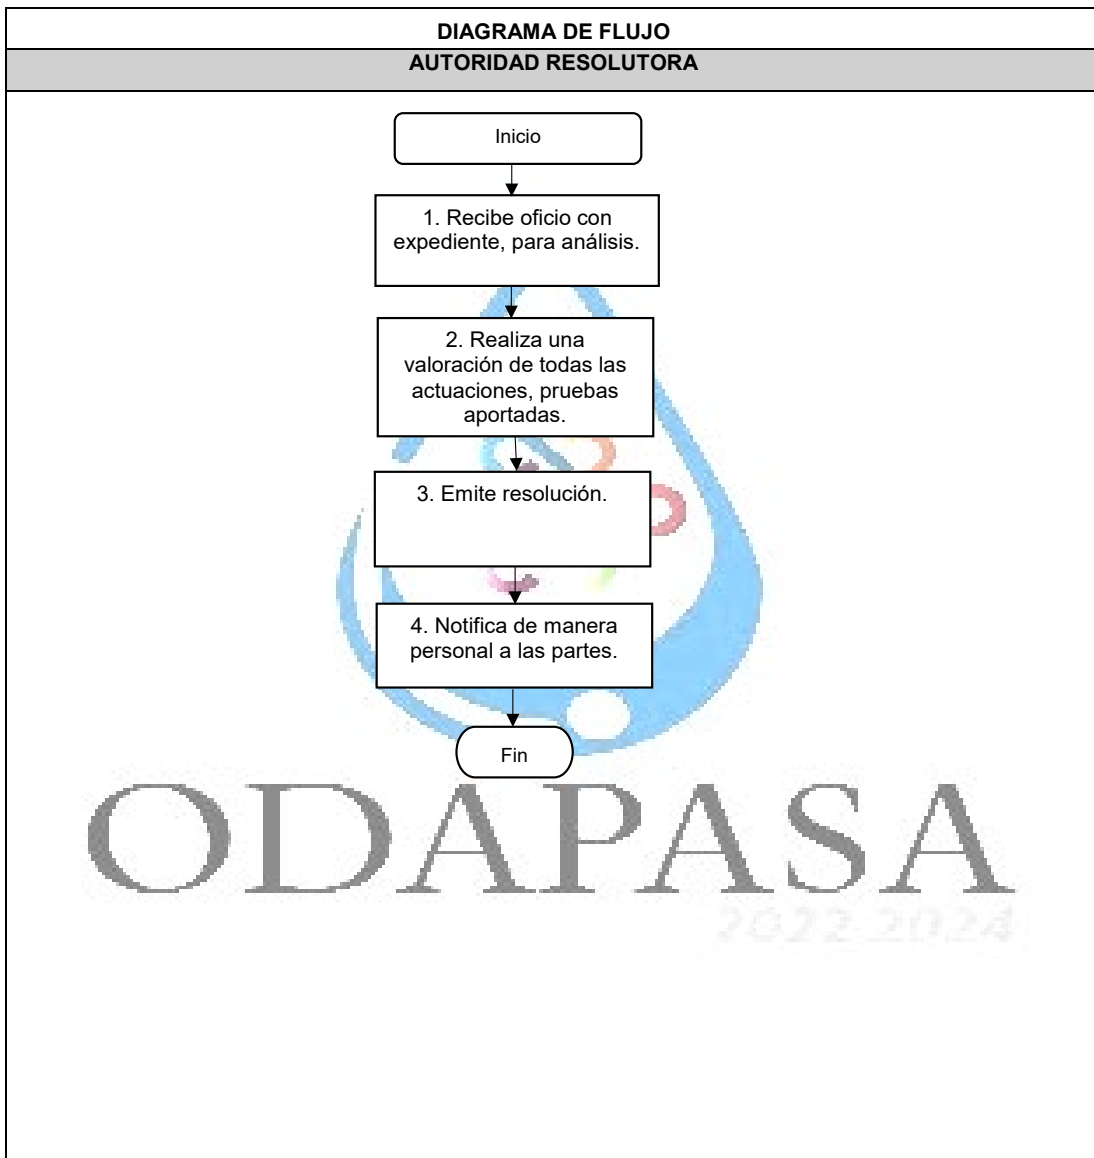 DIAGRAMA DE FLUJO
AUTORIDAD RESOLUTORA
Inicio
1. Recibe oficio con
expediente, para análisis.
2. Realiza una
valoración de todas las
actuaciones, pruebas
aportadas.
3. Emite resolución.
4. Notifica de manera
personal a las partes.
Fin
ODAPASA
2022-2024